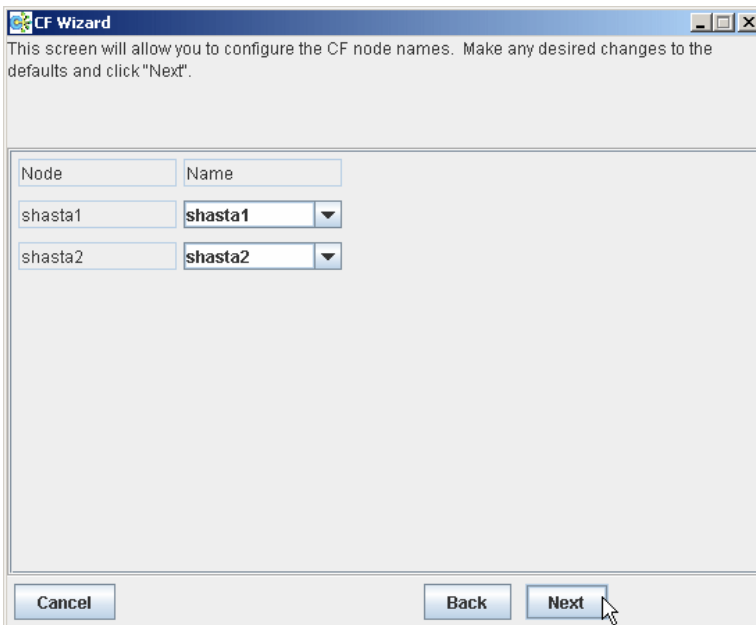 CF Wizard
This screen will allow you to configure the CF node names. Make any desired changes to the
defaults and click "Next".
Node Name
shasta1 shasta1
shasta2 shasta2
Cancel Back Next